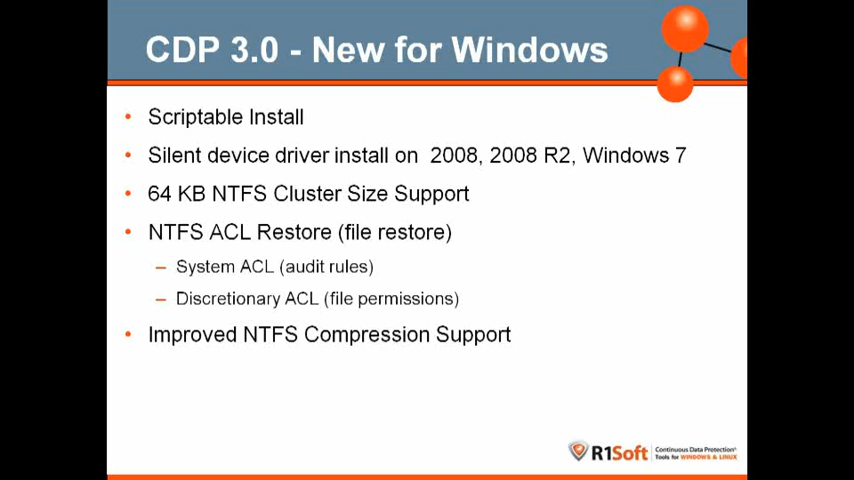 CDP 3.0 - New for Windows
• Scriptable Install
• Silent device driver install on 2008, 2008 R2, Windows 7
• 64 KB NTFS Cluster Size Support
• NTFS ACL Restore (file restore)
– System ACL (audit rules)
– Discretionary ACL (file permissions)
• Improved NTFS Compression Support
R1Soft
Continuous Data Protection®
Tools for WINDOWS & LINUX